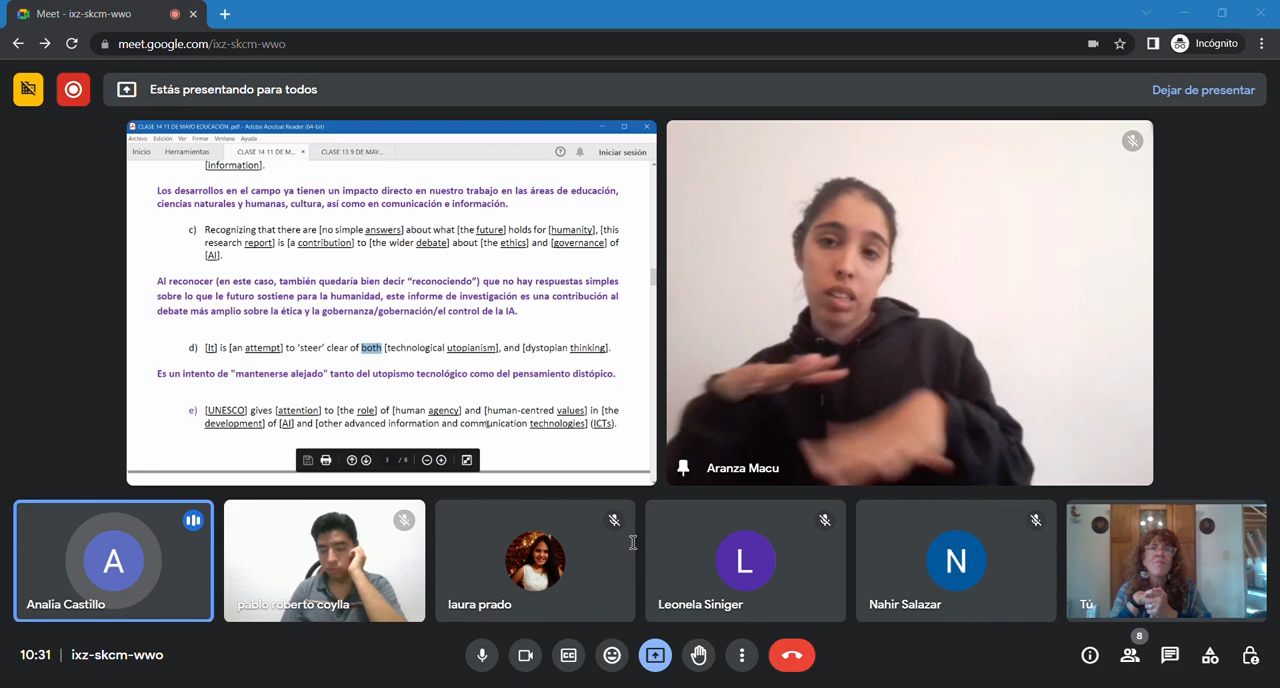 Meet - ixz-skcm-wwo
meet.google.com/ixz-skcm-wwo
Incógnito
Estás presentando para todos
Dejar de presentar
CLASE 14 11 DE MAYO EDUCACIÓN .pdf - Adobe Acrobat Reader (64-bit)
Archivo Edición Ver Firmar Ventana Ayuda
Inicio Herramientas CLASE 14 11 DE M... × CLASE 13 9 DE MAY... Iniciar sesión
[information].
Los desarrollos en el campo ya tienen un impacto directo en nuestro trabajo en las áreas de educación,
ciencias naturales y humanas, cultura, así como en comunicación e información.
c) Recognizing that there are [no simple answers] about what [the future] holds for [humanity], [this
research report] is [a contribution] to [the wider debate] about [the ethics] and [governance] of
[AI].
Al reconocer (en este caso, también quedaría bien decir “reconociendo”) que no hay respuestas simples
sobre lo que le futuro sostiene para la humanidad, este informe de investigación es una contribución al
debate más amplio sobre la ética y la gobernanza/gobernación/el control de la IA.
d) [It] is [an attempt] to ‘steer’ clear of both [technological utopianism], and [dystopian thinking].
Es un intento de "mantenerse alejado" tanto del utopismo tecnológico como del pensamiento distópico.
e) [UNESCO] gives [attention] to [the role] of [human agency] and [human-centred values] in [the
development] of [AI] and [other advanced information and communication technologies] (ICTs).
3 / 8
Aranza Macu
A
Analia Castillo
pablo roberto coylla
laura prado
L
Leonela Siniger
N
Nahir Salazar
Tú
10:31 | ixz-skcm-wwo
8